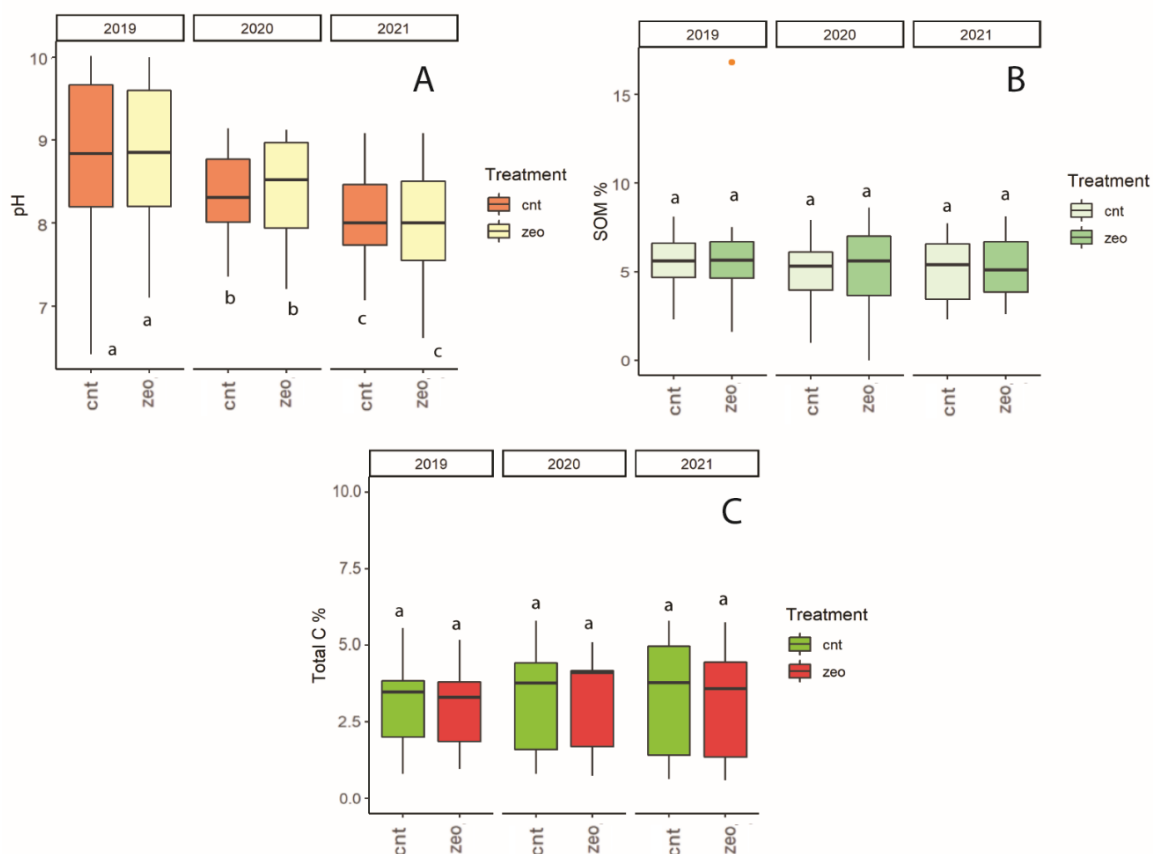 2019 2020 2021
A
10
9
8
7
pH
a a b b c c
cnt zeo cnt zeo cnt zeo
Treatment
cnt
zeo
2019 2020 2021
B
15
10
5
0
SOM %
a a a a a a
cnt zeo cnt zeo cnt zeo
Treatment
cnt
zeo
2019 2020 2021
C
10.0
7.5
5.0
2.5
0.0
Total C %
a a a a a a
cnt zeo cnt zeo cnt zeo
Treatment
cnt
zeo